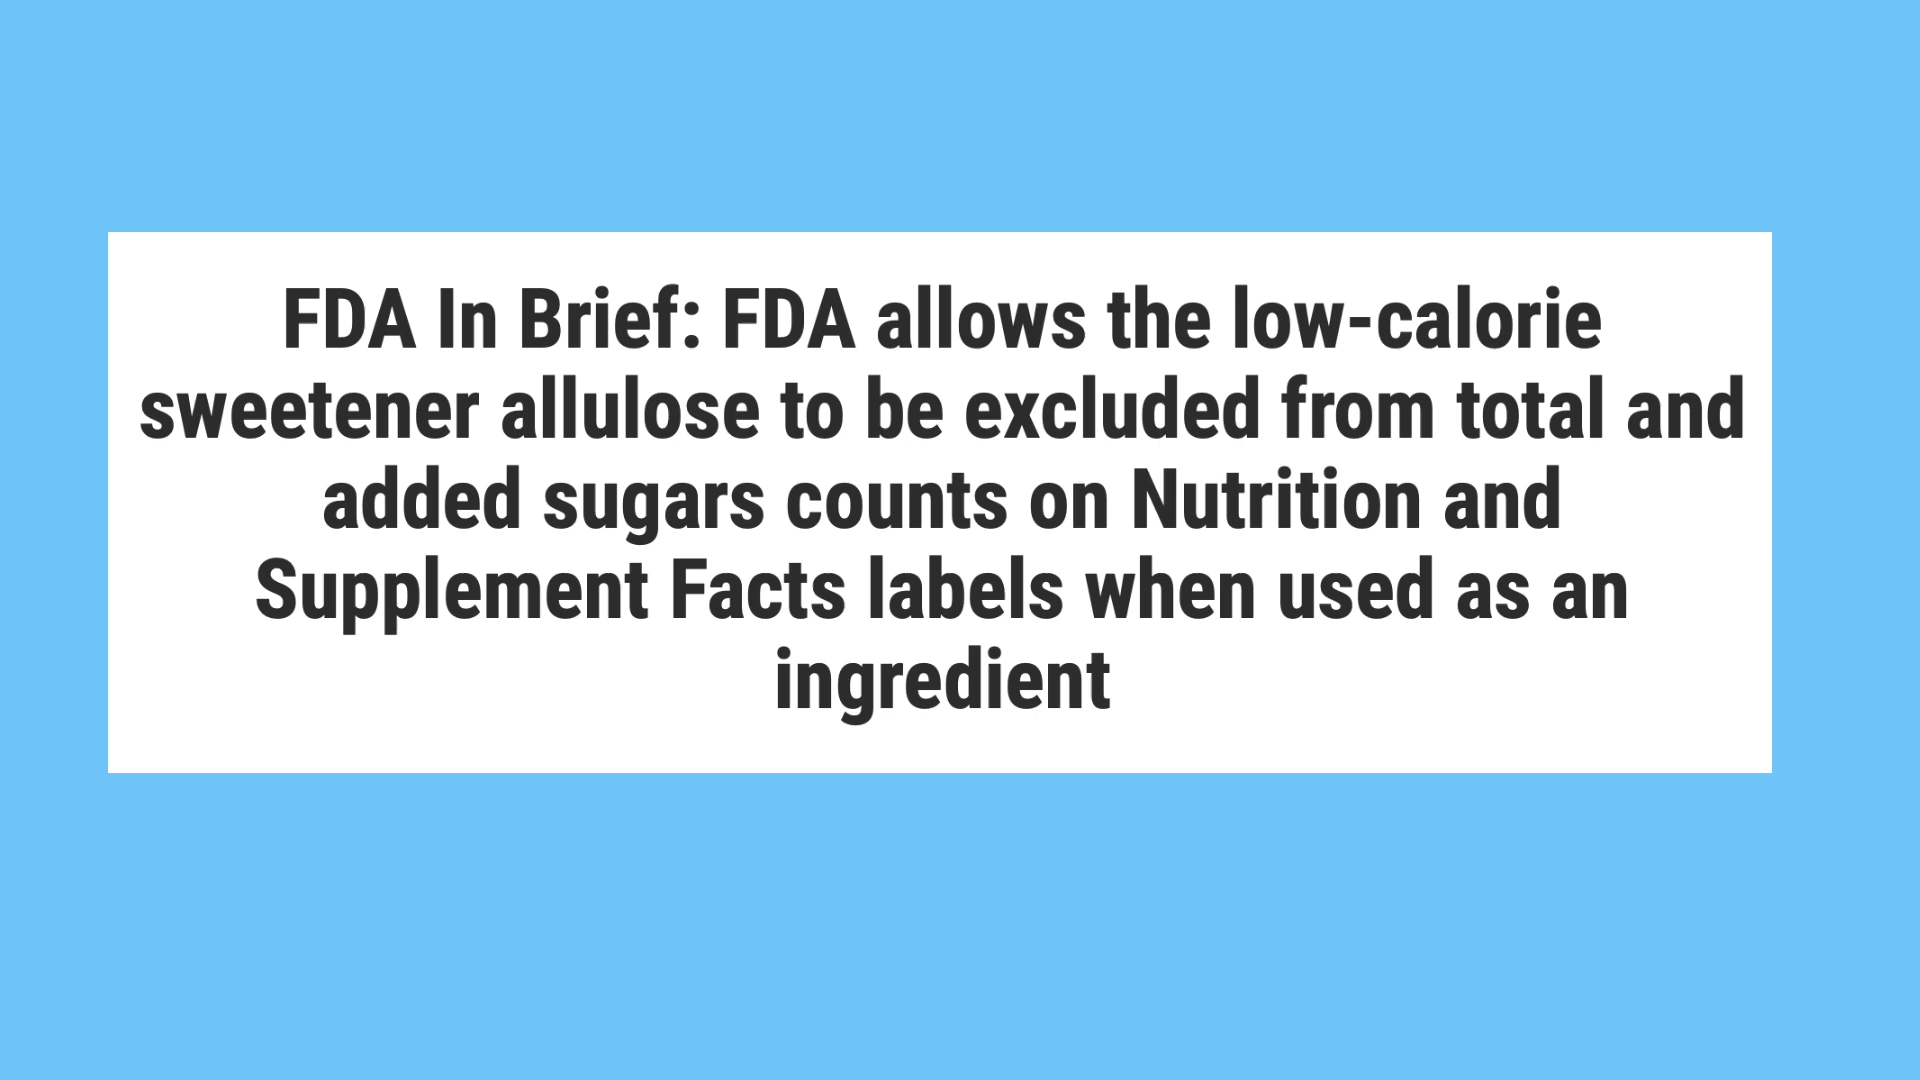 FDA In Brief: FDA allows the low-calorie
sweetener allulose to be excluded from total and
added sugars counts on Nutrition and
Supplement Facts labels when used as an
ingredient